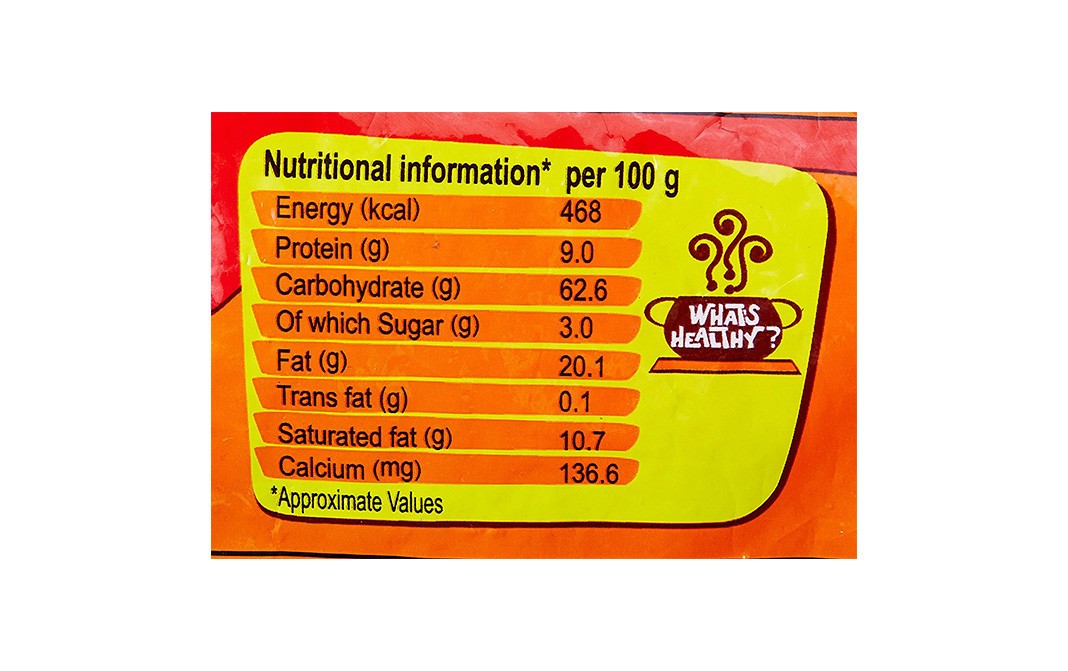 Nutritional information* per 100 g
Energy (kcal) 468
Protein (g) 9.0
Carbohydrate (g) 62.6
Of which Sugar (g) 3.0
Fat (g) 20.1
Trans fat (g) 0.1
Saturated fat (g) 10.7
Calcium (mg) 136.6
*Approximate Values
WHAT'S
HEALTHY?